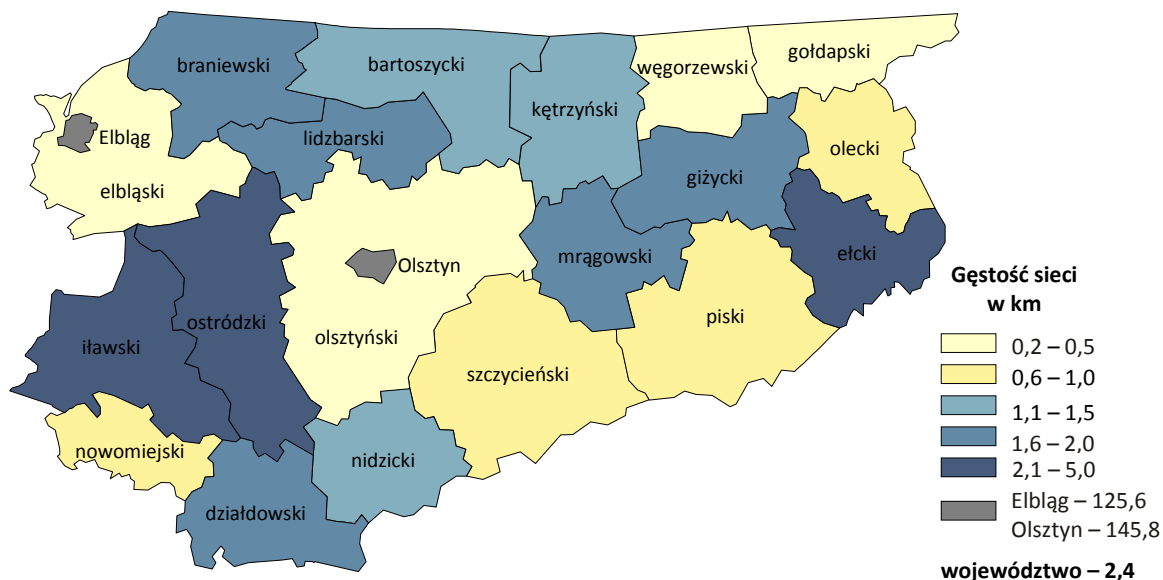 gołdapski
braniewski
bartoszycki
węgorzewski
kętrzyński
Elbląg
lidzbarski
olecki
elbląski
giżycki
ełcki
mrągowski
Olsztyn
ostródzki
piski
olsztyński
iławski
szczycieński
nowomiejski
nidzicki
działdowski
Gęstość sieci
w km
0,2 – 0,5
0,6 – 1,0
1,1 – 1,5
1,6 – 2,0
2,1 – 5,0
Elbląg – 125,6
Olsztyn – 145,8
województwo – 2,4